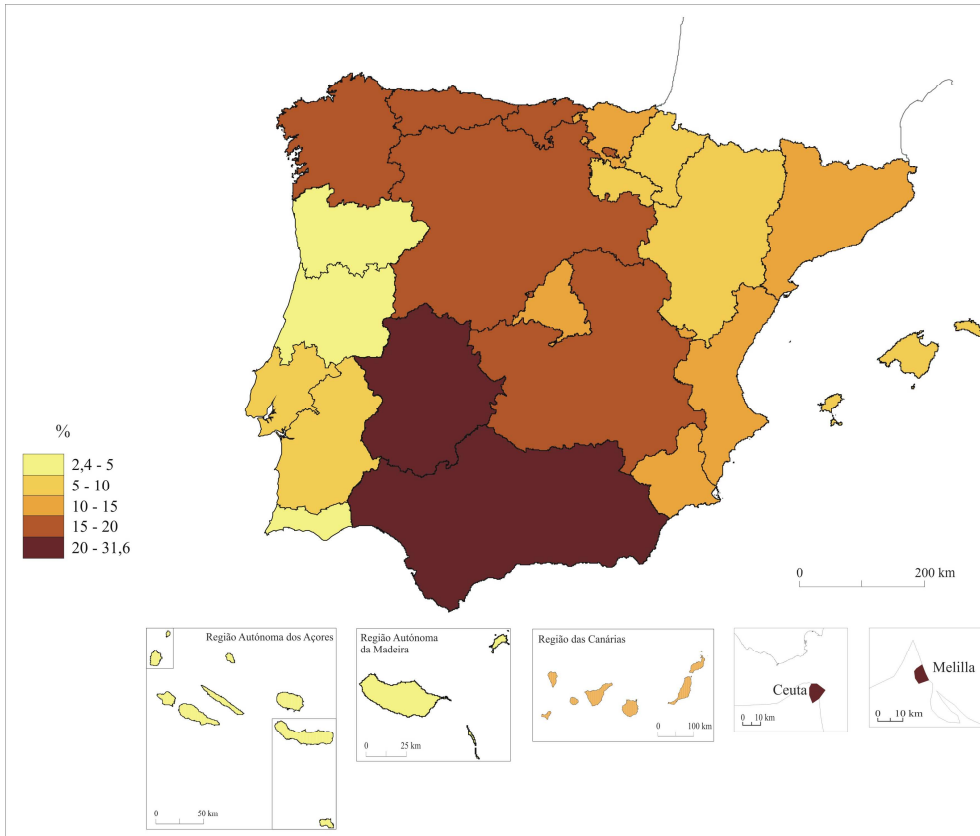 %
2,4 - 5
5 - 10
10 - 15
15 - 20
20 - 31,6
0 200 km
Região Autónoma dos Açores
0 50 km
Região Autónoma
da Madeira
0 25 km
Região das Canárias
0 100 km
Ceuta
0 10 km
Melilla
0 10 km